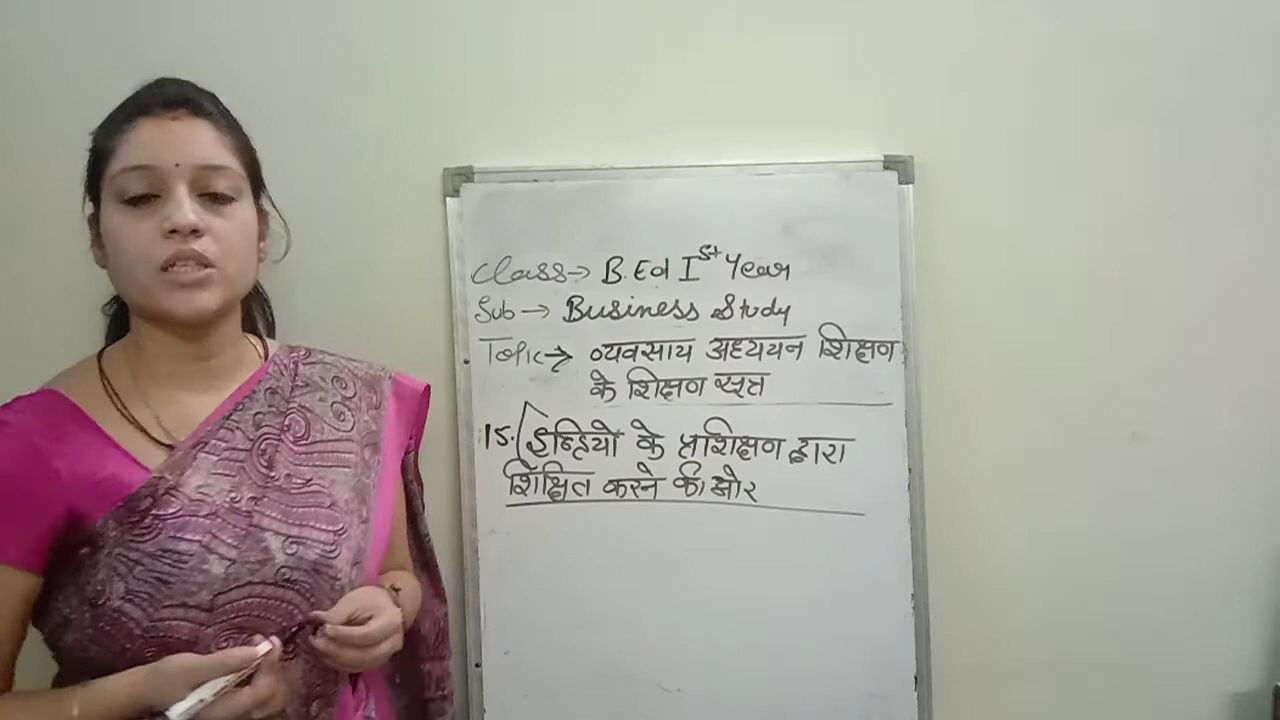 Class → B.Ed Ist Year
Sub → Business Study
Topic → व्यवसाय अध्ययन शिक्षण
के शिक्षण सूत्र
15. इन्द्रियो के प्रशिक्षण द्वारा
शिक्षित करने की ओर